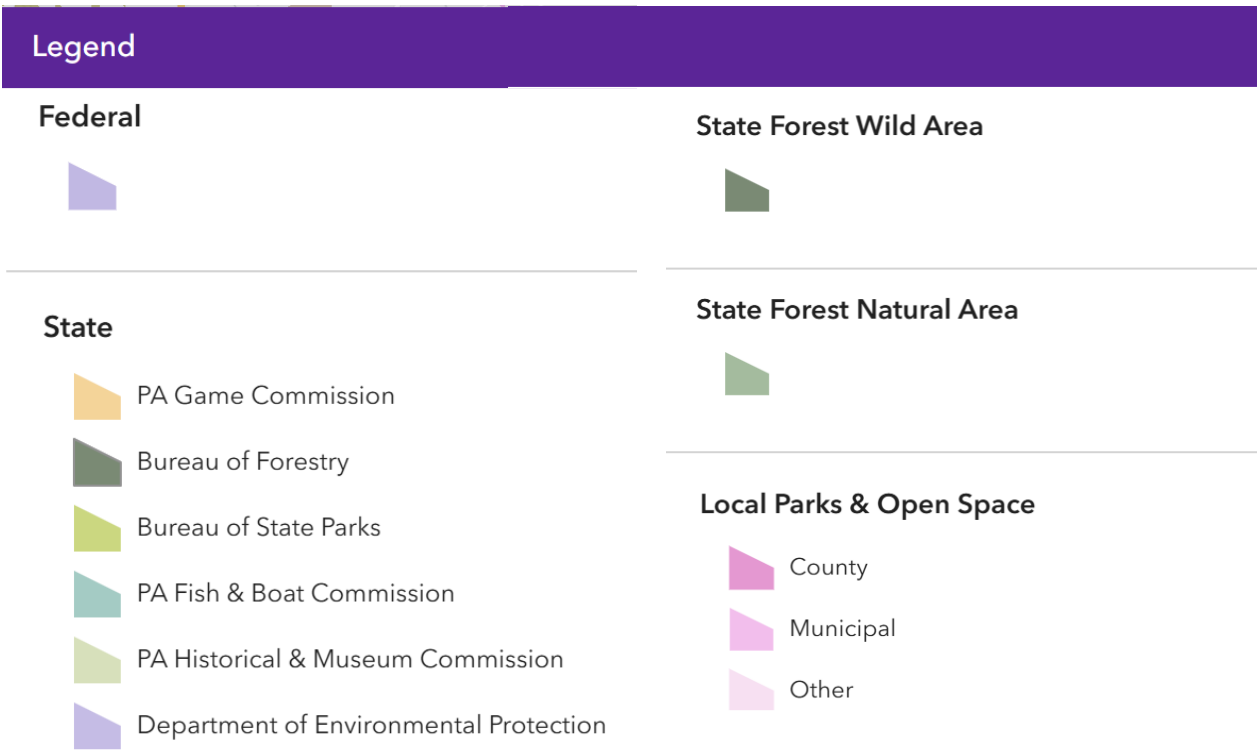 Legend
Federal
State
PA Game Commission
Bureau of Forestry
Bureau of State Parks
PA Fish & Boat Commission
PA Historical & Museum Commission
Department of Environmental Protection
State Forest Wild Area
State Forest Natural Area
Local Parks & Open Space
County
Municipal
Other